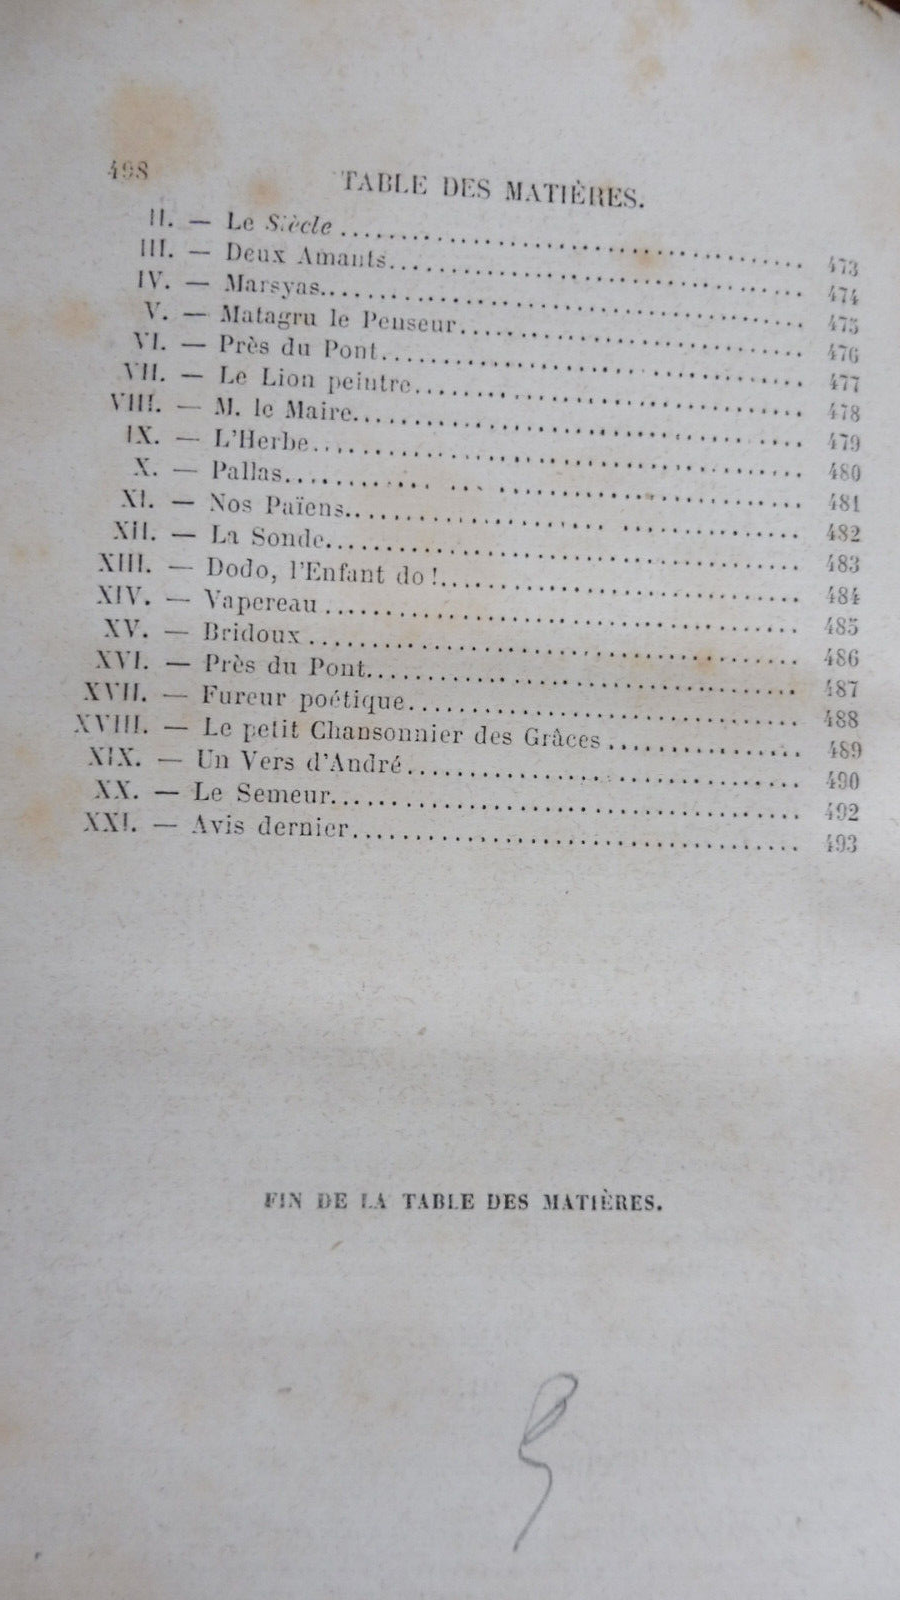 498
TABLE DES MATIÈRES.
II. — Le Siècle ........ 473
III. — Deux Amants........ 474
IV. — Marsyas........ 475
V. — Matagru le Penseur........ 476
VI. — Près du Pont........ 477
VII. — Le Lion peintre........ 478
VIII. — M. le Maire........ 479
IX. — L'Herbe........ 480
X. — Pallas........ 481
XI. — Nos Païens........ 482
XII. — La Sonde........ 483
XIII. — Dodo, l'Enfant do !........ 484
XIV. — Vapereau ........ 485
XV. — Bridoux ........ 486
XVI. — Près du Pont........ 487
XVII. — Fureur poétique........ 488
XVIII. — Le petit Chansonnier des Grâces ........ 489
XIX. — Un Vers d'André........ 490
XX. — Le Semeur........ 492
XXI. — Avis dernier........ 493
FIN DE LA TABLE DES MATIÈRES.